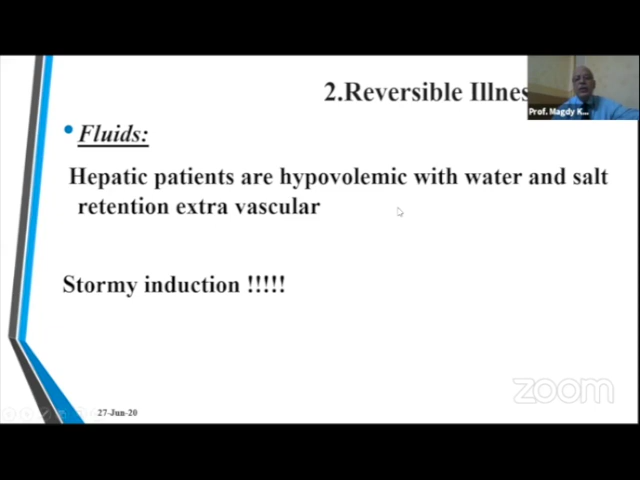 2.Reversible Illnes
Prof. Magdy K...
Fluids:
Hepatic patients are hypovolemic with water and salt
retention extra vascular
Stormy induction !!!!!
zoom
27-Jun-20